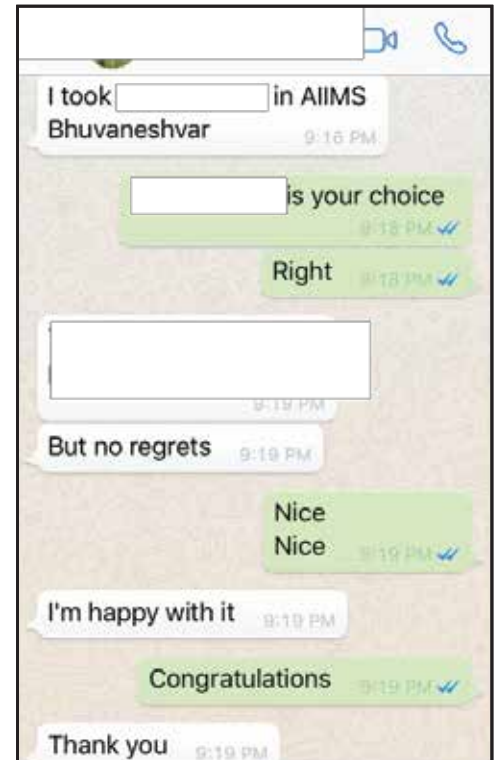 I took in AIIMS
Bhuvaneshvar
9:16 PM
is your choice
9:18 PM
Right 9:18 PM
9:19 PM
But no regrets 9:19 PM
Nice
Nice 9:19 PM
I'm happy with it 9:19 PM
Congratulations 9:19 PM
Thank you 9:19 PM